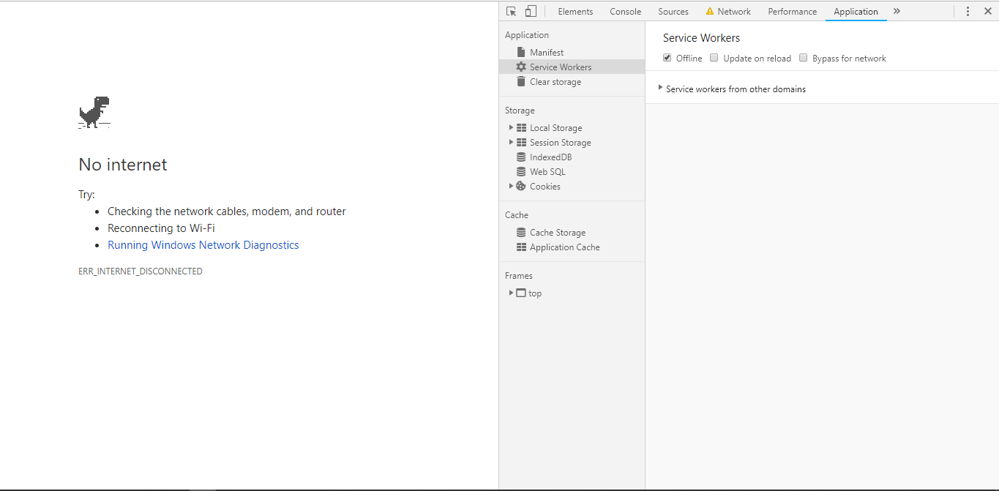 No internet
Try:
Checking the network cables, modem, and router
Reconnecting to Wi-Fi
Running Windows Network Diagnostics
ERR_INTERNET_DISCONNECTED
Elements Console Sources Network Performance Application »
Application
Manifest
Service Workers
Clear storage
Storage
Local Storage
Session Storage
IndexedDB
Web SQL
Cookies
Cache
Cache Storage
Application Cache
Frames
top
Service Workers
Offline Update on reload Bypass for network
Service workers from other domains